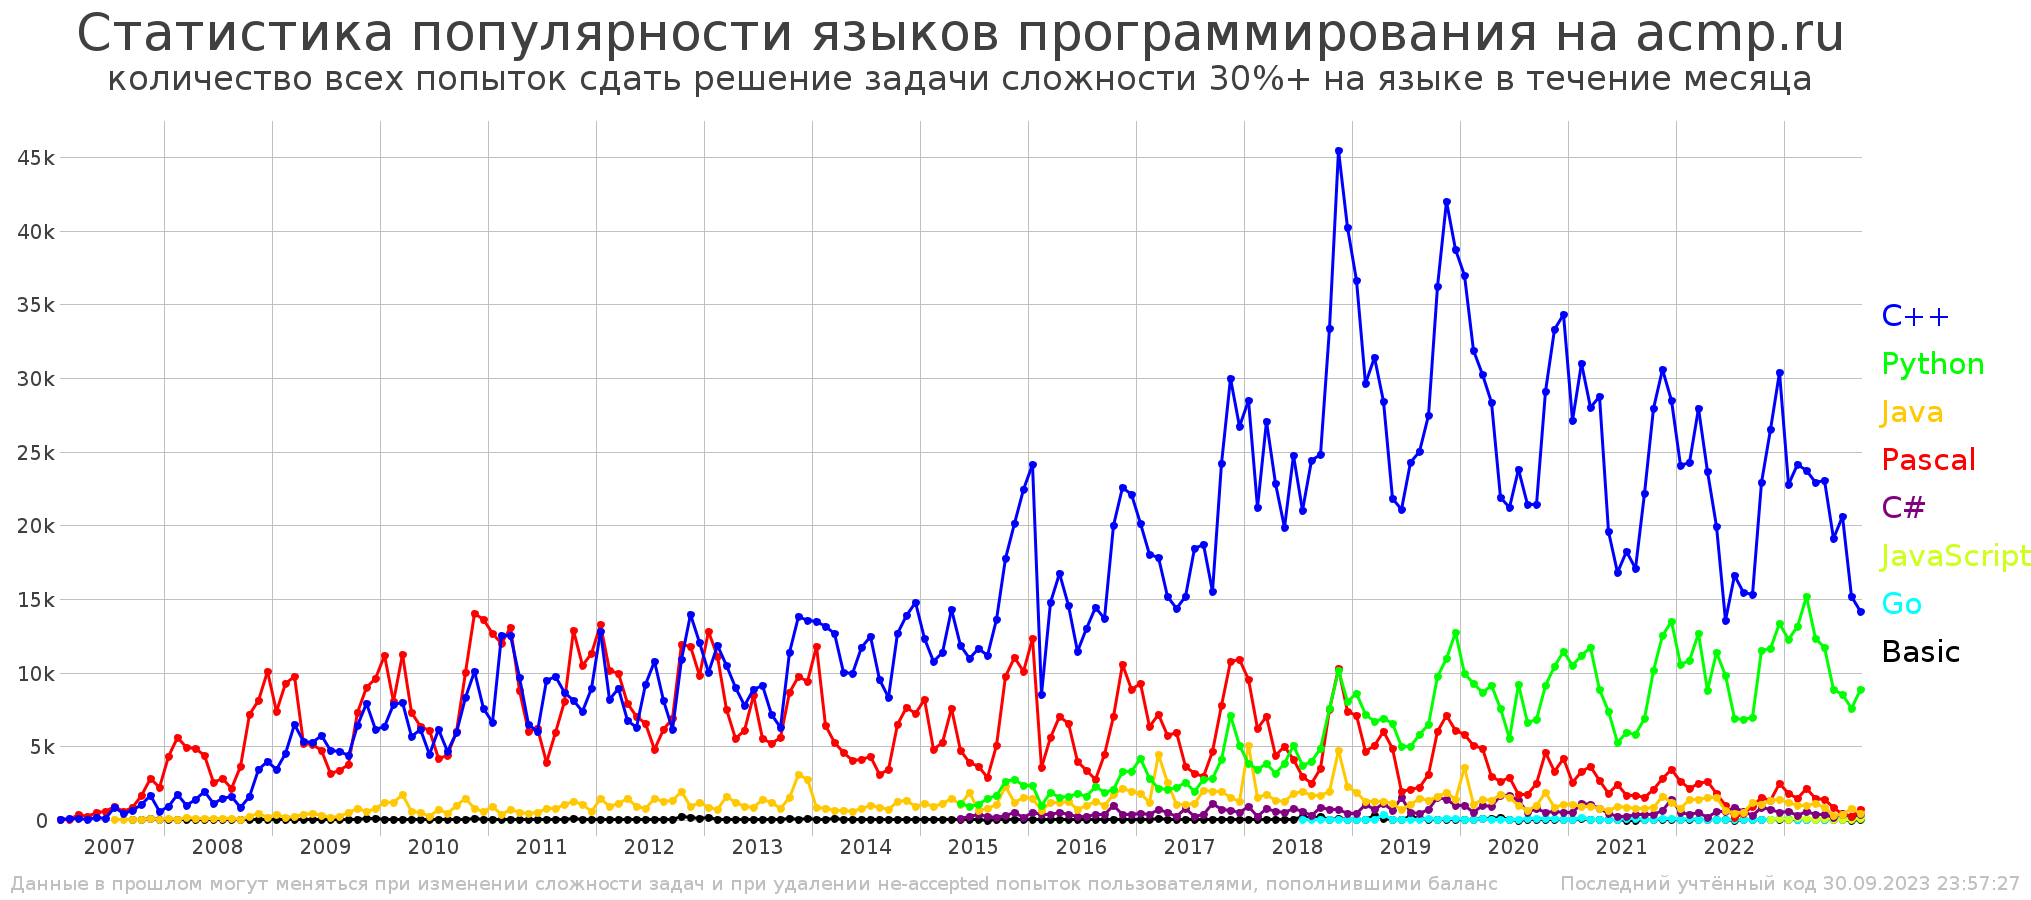 Статистика популярности языков программирования на acmp.ru
количество всех попыток сдать решение задачи сложности 30%+ на языке в течение месяца
45k
40k
35k
30k
25k
20k
15k
10k
5k
0
C++
Python
Java
Pascal
C#
JavaScript
Go
Basic
2007 2008 2009 2010 2011 2012 2013 2014 2015 2016 2017 2018 2019 2020 2021 2022
Данные в прошлом могут меняться при изменении сложности задач и при удалении не-accepted попыток пользователями, пополнившими баланс Последний учтённый код 30.09.2023 23:57:27